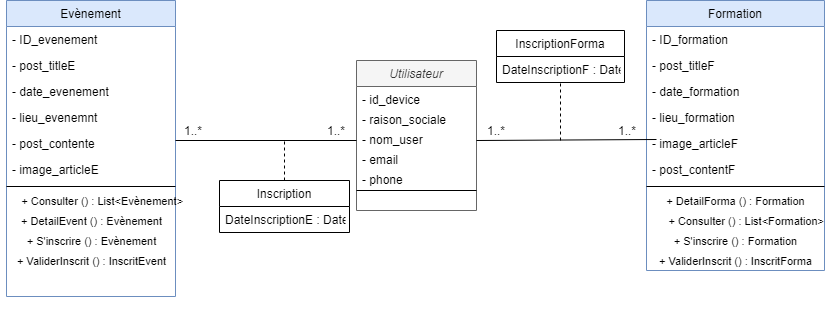 Evènement
- ID_evenement
- post_titleE
- date_evenement
- lieu_evenemnt
- post_contente
- image_articleE
+ Consulter () : List<Evènement>
+ DetailEvent () : Evènement
+ S'inscrire () : Evènement
+ ValiderInscrit () : InscritEvent
1..*
1..*
Inscription
DateInscriptionE : Date
Utilisateur
- id_device
- raison_sociale
- nom_user
- email
- phone
InscriptionForma
DateInscriptionF : Date
1..*
1..*
Formation
- ID_formation
- post_titleF
- date_formation
- lieu_formation
- image_articleF
- post_contentF
+ DetailForma () : Formation
+ Consulter () : List<Formation>
+ S'inscrire () : Formation
+ ValiderInscrit () : InscritForma